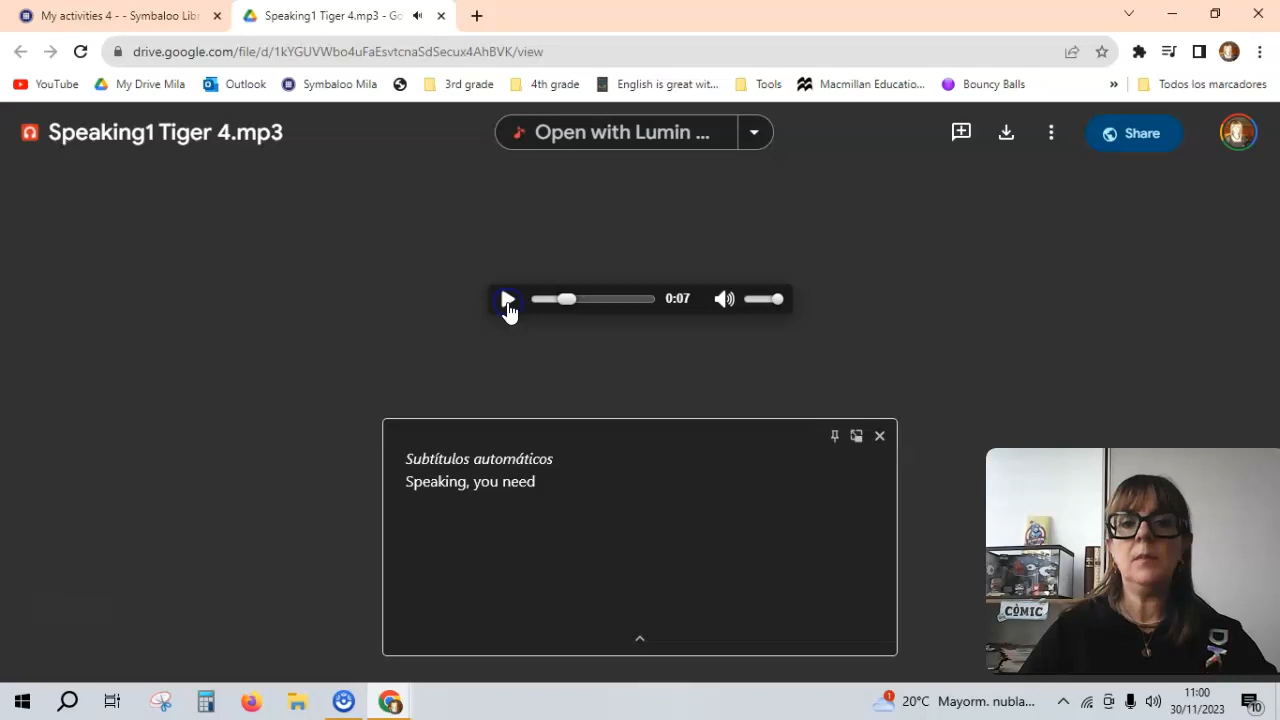 My activities 4 - - Symbaloo Lib
Speaking1 Tiger 4.mp3 - Go
drive.google.com/file/d/1kYGUVWbo4uFaEsvtcnaSdSecux4AhBVK/view
YouTube My Drive Mila Outlook Symbaloo Mila 3rd grade 4th grade English is great wit... Tools Macmillan Educatio... Bouncy Balls » Todos los marcadores
Speaking1 Tiger 4.mp3
Open with Lumin ...
Share
0:07
Subtítulos automáticos
Speaking, you need
CÒMIC
1
20°C Mayorm. nubla...
11:00
30/11/2023
10